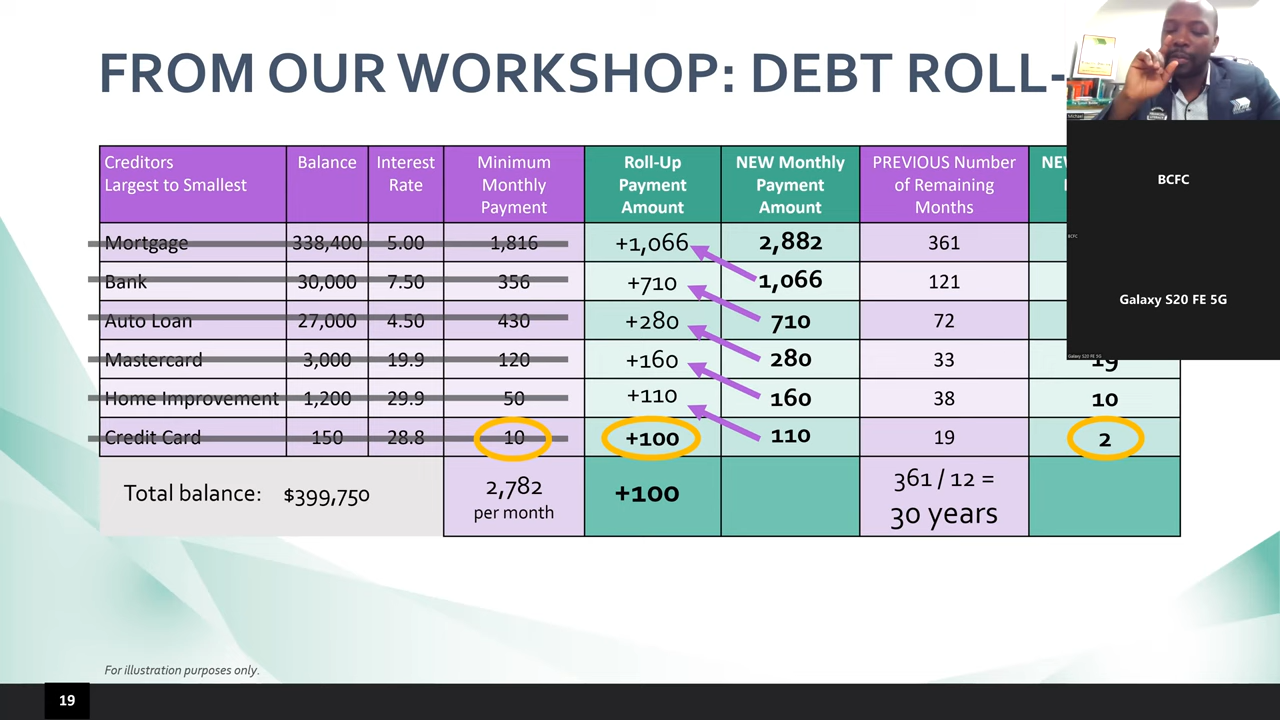 FROM OUR WORKSHOP: DEBT ROLL-
Creditors
Largest to Smallest
Balance
Interest
Rate
Minimum
Monthly
Payment
Roll-Up
Payment
Amount
NEW Monthly
Payment
Amount
PREVIOUS Number
of Remaining
Months
Mortgage 338,400 5.00 1,816 +1,066 2,882 361
Bank 30,000 7.50 356 +710 1,066 121
Auto Loan 27,000 4.50 430 +280 710 72
Mastercard 3,000 19.9 120 +160 280 33 19
Home Improvement 1,200 29.9 50 +110 160 38 10
Credit Card 150 28.8 10 +100 110 19 2
Total balance: $399,750
2,782
per month
+100
361 / 12 =
30 years
BCFC
BCFC
Galaxy S20 FE 5G
Galaxy S20 FE 5G
For illustration purposes only.
19